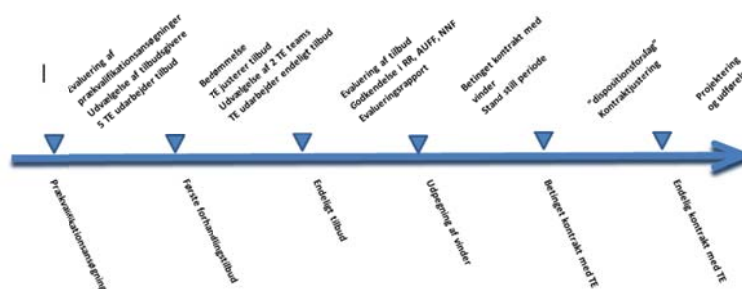 Evaluering af
prækvalifikationsansøgninger
Udvælgelse af tilbudsgivere
5 TE udarbejder tilbud
Bedømmelse
TE justerer tilbud
Udvælgelse af 2 TE teams
TE udarbejder endeligt tilbud
Evaluering af tilbud
Godkendelse i RR, AUFF, NNF
Evalueringsrapport
Betinget kontrakt med
vinder
Stand still periode
"dispositionsforslag"
Kontraktjustering
Projektering
og udførelse
Prækvalifikationsansøgning
Første forhandlingstilbud
Endeligt tilbud
Udpegning af vinder
Betinget kontrakt med TE
Endelig kontrakt med TE